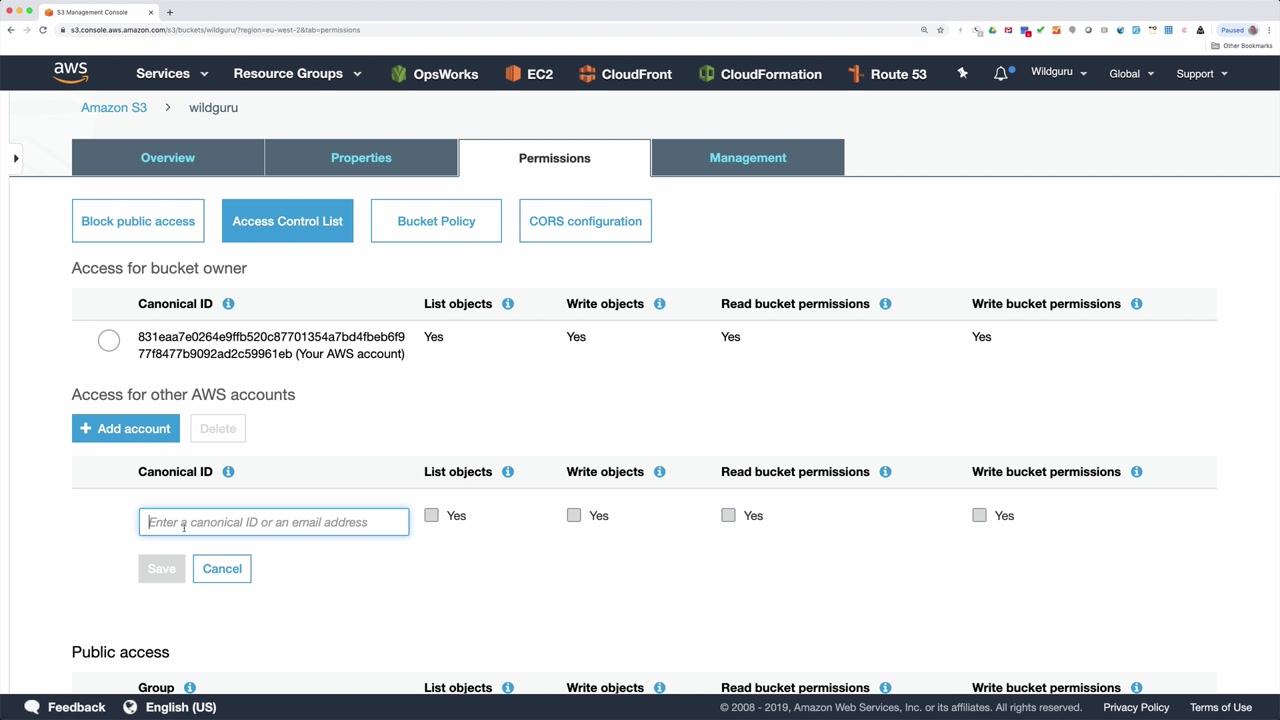 S3 Management Console
s3.console.aws.amazon.com/s3/buckets/wildguru/?region=eu-west-2&tab=permissions
Paused
Other Bookmarks
aws Services Resource Groups OpsWorks EC2 CloudFront CloudFormation Route 53 Wildguru Global Support
Amazon S3 > wildguru
Overview Properties Permissions Management
Block public access Access Control List Bucket Policy CORS configuration
Access for bucket owner
Canonical ID List objects Write objects Read bucket permissions Write bucket permissions
831eaa7e0264e9ffb520c87701354a7bd4fbeb6f9 Yes Yes Yes Yes
77f8477b9092ad2c59961eb (Your AWS account)
Access for other AWS accounts
+ Add account Delete
Canonical ID List objects Write objects Read bucket permissions Write bucket permissions
Enter a canonical ID or an email address Yes Yes Yes Yes
Save Cancel
Public access
Group List objects Write objects Read bucket permissions Write bucket permissions
Feedback English (US) © 2008 - 2019, Amazon Web Services, Inc. or its affiliates. All rights reserved. Privacy Policy Terms of Use